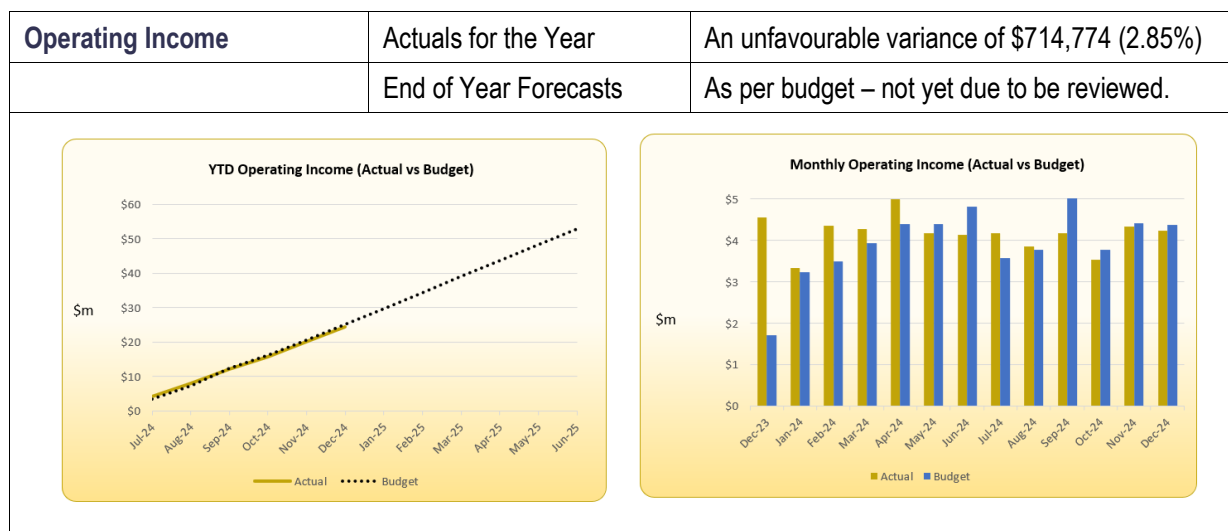 Operating Income
Actuals for the Year
An unfavourable variance of $714,774 (2.85%)
End of Year Forecasts
As per budget – not yet due to be reviewed.
YTD Operating Income (Actual vs Budget)
$60
$50
$40
$30
$20
$10
$0
$m
Jul-24
Aug-24
Sep-24
Oct-24
Nov-24
Dec-24
Jan-25
Feb-25
Mar-25
Apr-25
May-25
Jun-25
Actual
Budget
Monthly Operating Income (Actual vs Budget)
$5
$4
$3
$2
$1
$0
$m
Dec-23
Jan-24
Feb-24
Mar-24
Apr-24
May-24
Jun-24
Jul-24
Aug-24
Sep-24
Oct-24
Nov-24
Dec-24
Actual
Budget